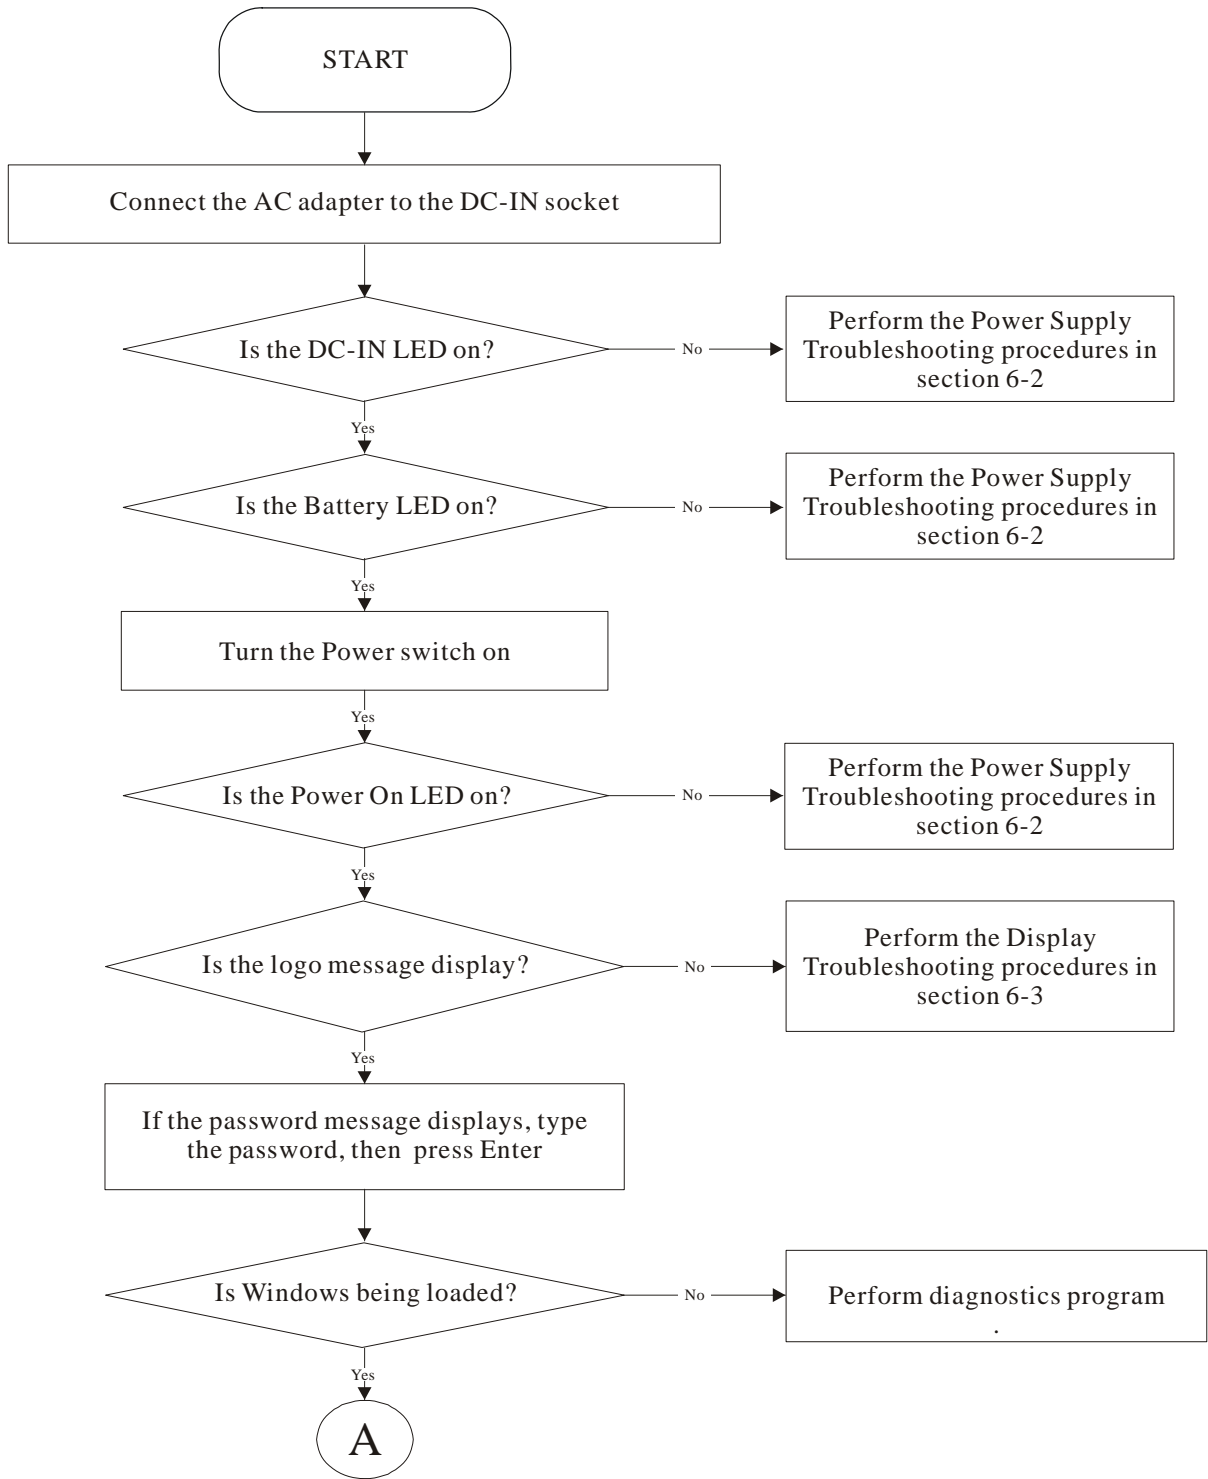 START
Connect the AC adapter to the DC-IN socket
Is the DC-IN LED on?
No
Perform the Power Supply
Troubleshooting procedures in
section 6-2
Yes
Is the Battery LED on?
No
Perform the Power Supply
Troubleshooting procedures in
section 6-2
Yes
Turn the Power switch on
Yes
Is the Power On LED on?
No
Perform the Power Supply
Troubleshooting procedures in
section 6-2
Yes
Is the logo message display?
No
Perform the Display
Troubleshooting procedures in
section 6-3
Yes
If the password message displays, type
the password, then press Enter
Is Windows being loaded?
No
Perform diagnostics program
.
Yes
A